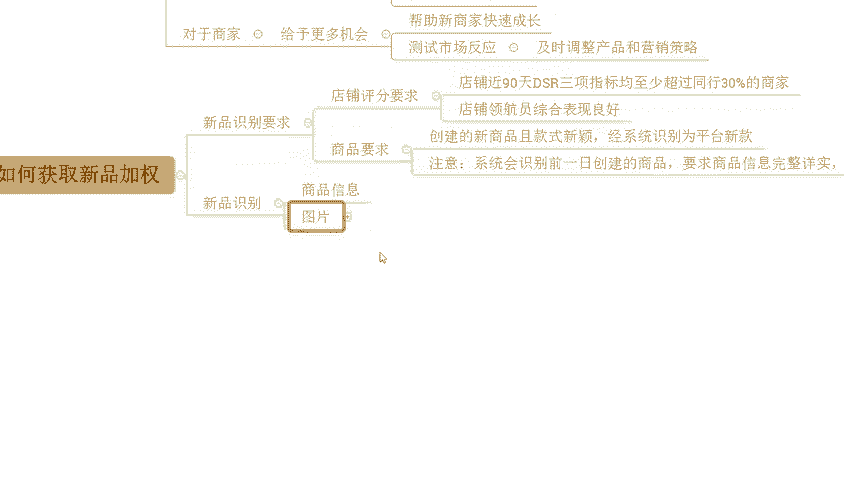 帮助新商家快速成长
对于商家 给予更多机会
测试市场反应 及时调整产品和营销策略
店铺近90天DSR三项指标均至少超过同行30%的商家
店铺评分要求
店铺领航员综合表现良好
新品识别要求
创建的新商品且款式新颖，经系统识别为平台新款
商品要求
注意：系统会识别前一日创建的商品，要求商品信息完整详实，
如何获取新品加权
商品信息
新品识别
图片